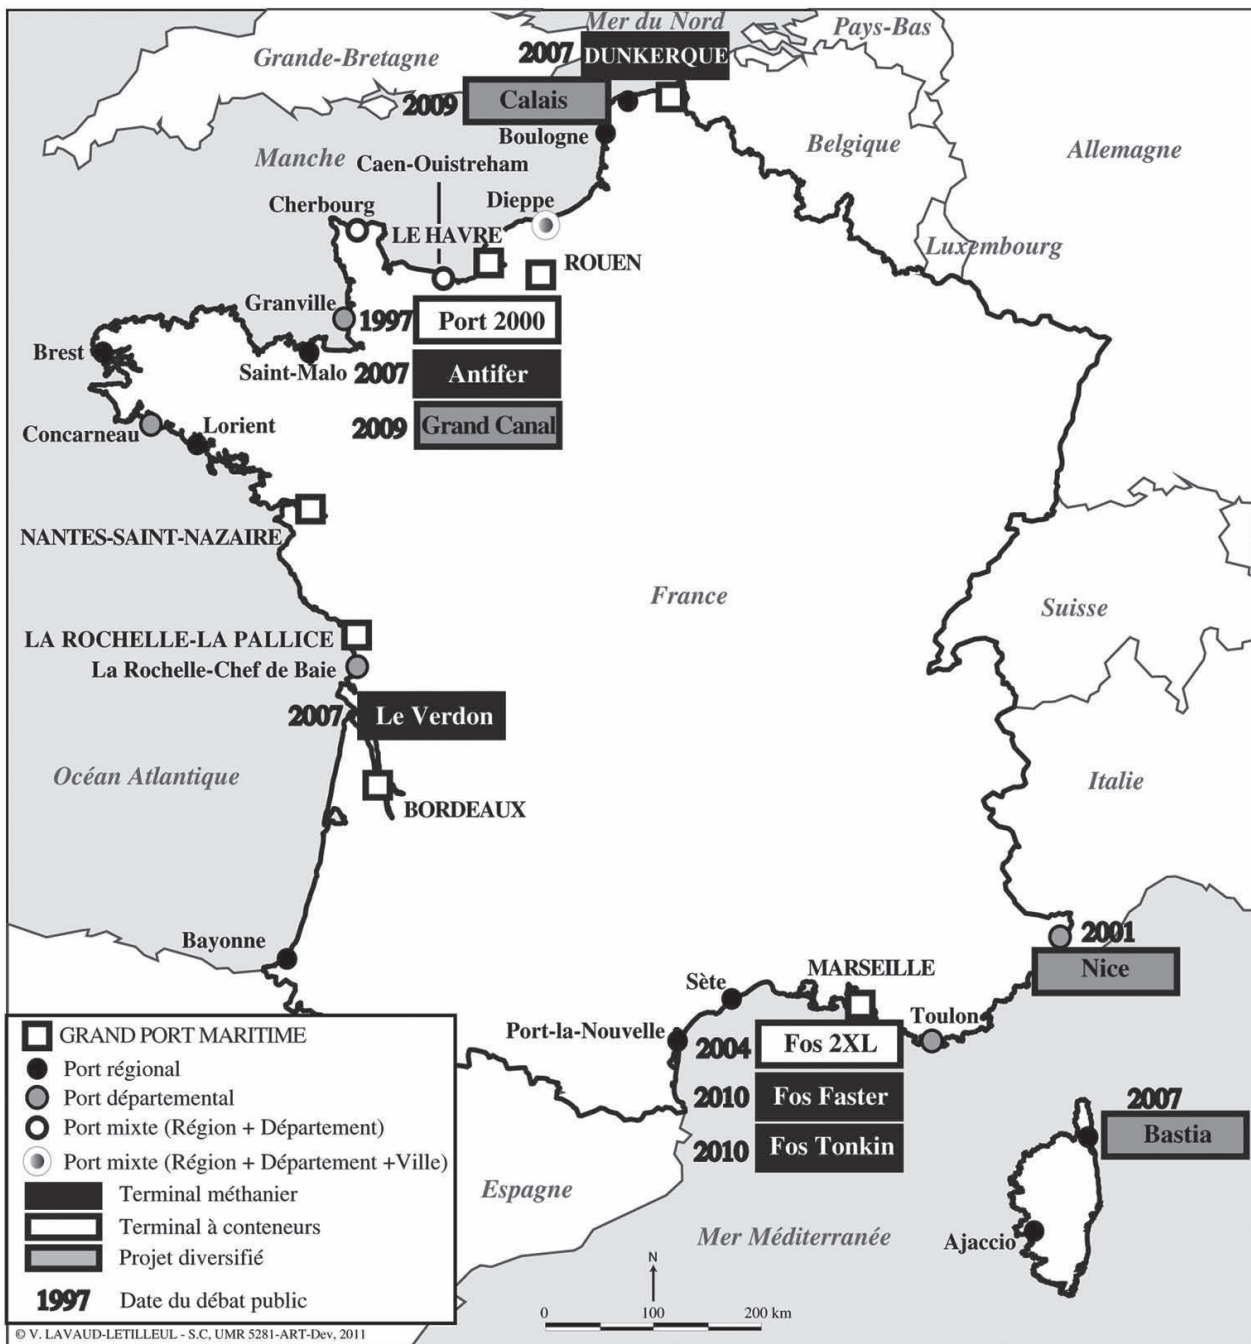 Mer du Nord
Pays-Bas
Grande-Bretagne
2007 DUNKERQUE
2009 Calais
Boulogne
Belgique
Allemagne
Manche
Caen-Ouistreham
Cherbourg
Dieppe
LE HAVRE
ROUEN
Luxembourg
Granville
1997 Port 2000
Brest
Saint-Malo
2007 Antifer
2009 Grand Canal
Concarneau
Lorient
NANTES-SAINT-NAZAIRE
France
Suisse
LA ROCHELLE-LA PALLICE
La Rochelle-Chef de Baie
2007 Le Verdon
Océan Atlantique
Italie
BORDEAUX
Bayonne
2001
Nice
MARSEILLE
Sète
Toulon
Port-la-Nouvelle
2004 Fos 2XL
2010 Fos Faster
2010 Fos Tonkin
2007
Bastia
Espagne
Mer Méditerranée
Ajaccio
GRAND PORT MARITIME
Port régional
Port départemental
Port mixte (Région + Département)
Port mixte (Région + Département +Ville)
Terminal méthanier
Terminal à conteneurs
Projet diversifié
1997 Date du débat public
N
0 100 200 km
© V. LAVAUD-LETILLEUL - S.C, UMR 5281-ART-Dev, 2011